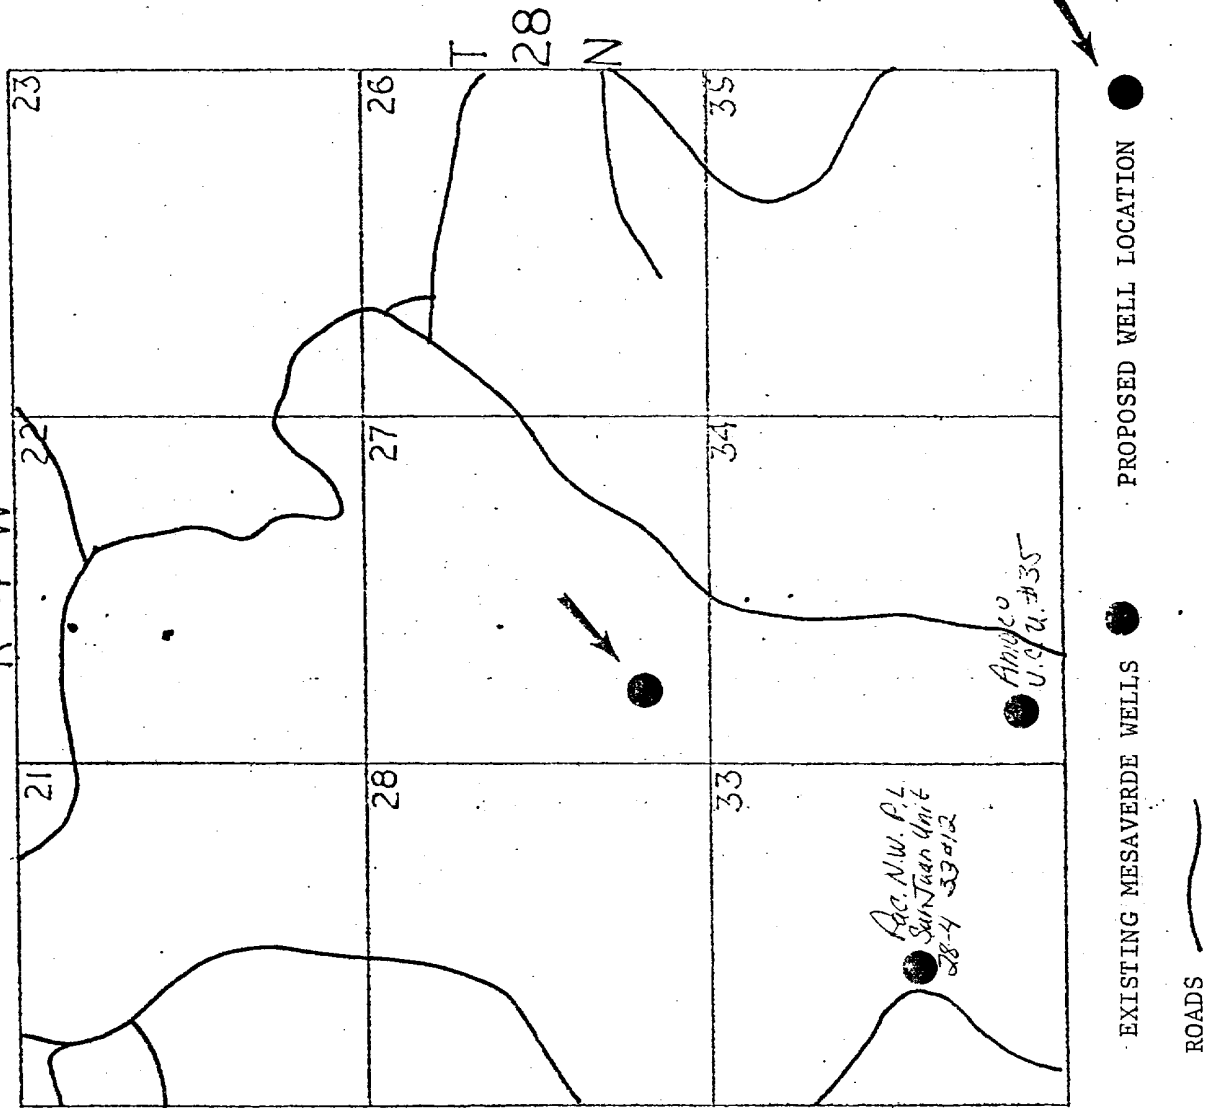 R W
21 22 23
28 27 26
T
28
N
33 34 35
Pac. N.W. P.L.
San Juan Unit
28-4 33 #12
Amoco
U.C.U. #35
EXISTING MESAVERDE WELLS PROPOSED WELL LOCATION
ROADS